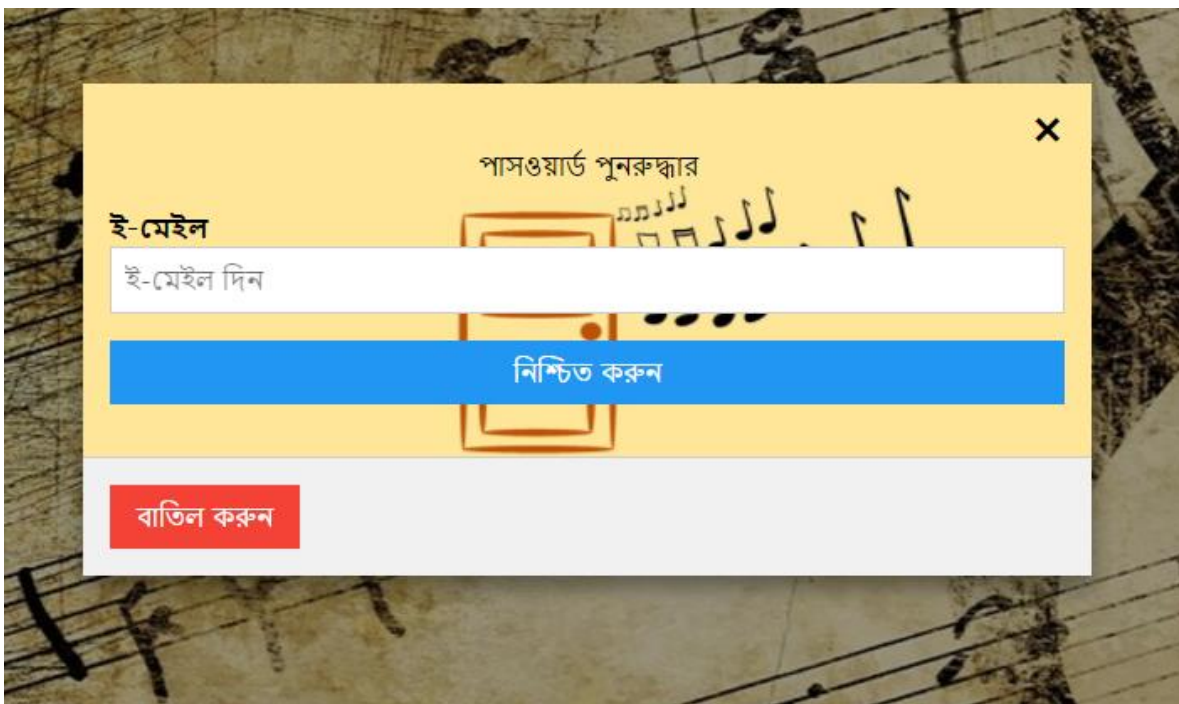 ×
পাসওয়ার্ড পুনরুদ্ধার
ই-মেইল
ই-মেইল দিন
নিশ্চিত করুন
বাতিল করুন